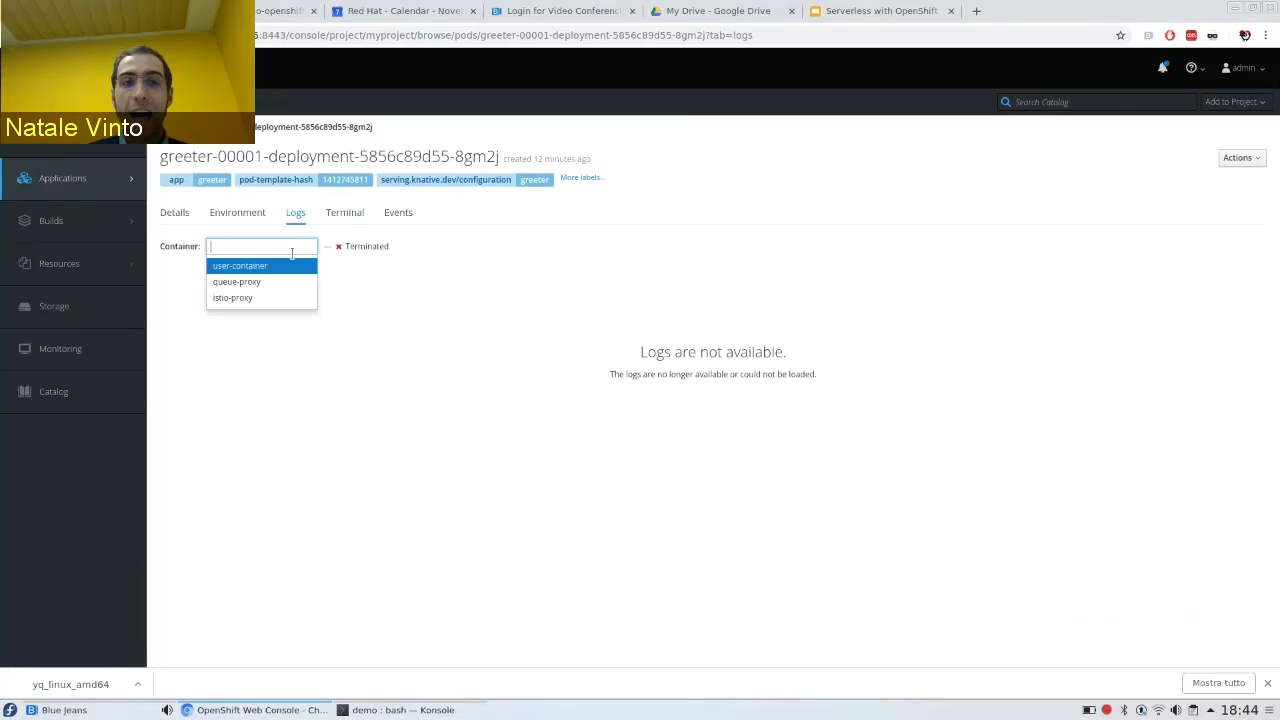 o-openshift
Red Hat - Calendar - Nove
Login for Video Conferenc
My Drive - Google Drive
Serverless with OpenShift
5:8443/console/project/myproject/browse/pods/greeter-00001-deployment-5856c89d55-8gm2j?tab=logs
admin
Search Catalog
Add to Project
Natale Vinto
deployment-5856c89d55-8gm2j
greeter-00001-deployment-5856c89d55-8gm2j created 12 minutes ago
Actions
app greeter pod-template-hash 1412745811 serving.knative.dev/configuration greeter More labels...
Applications
Builds
Resources
Storage
Monitoring
Catalog
Details Environment Logs Terminal Events
Container: — Terminated
user-container
queue-proxy
istio-proxy
Logs are not available.
The logs are no longer available or could not be loaded.
yq_linux_amd64
Mostra tutto
Blue Jeans
OpenShift Web Console - Ch...
demo : bash — Konsole
18:44